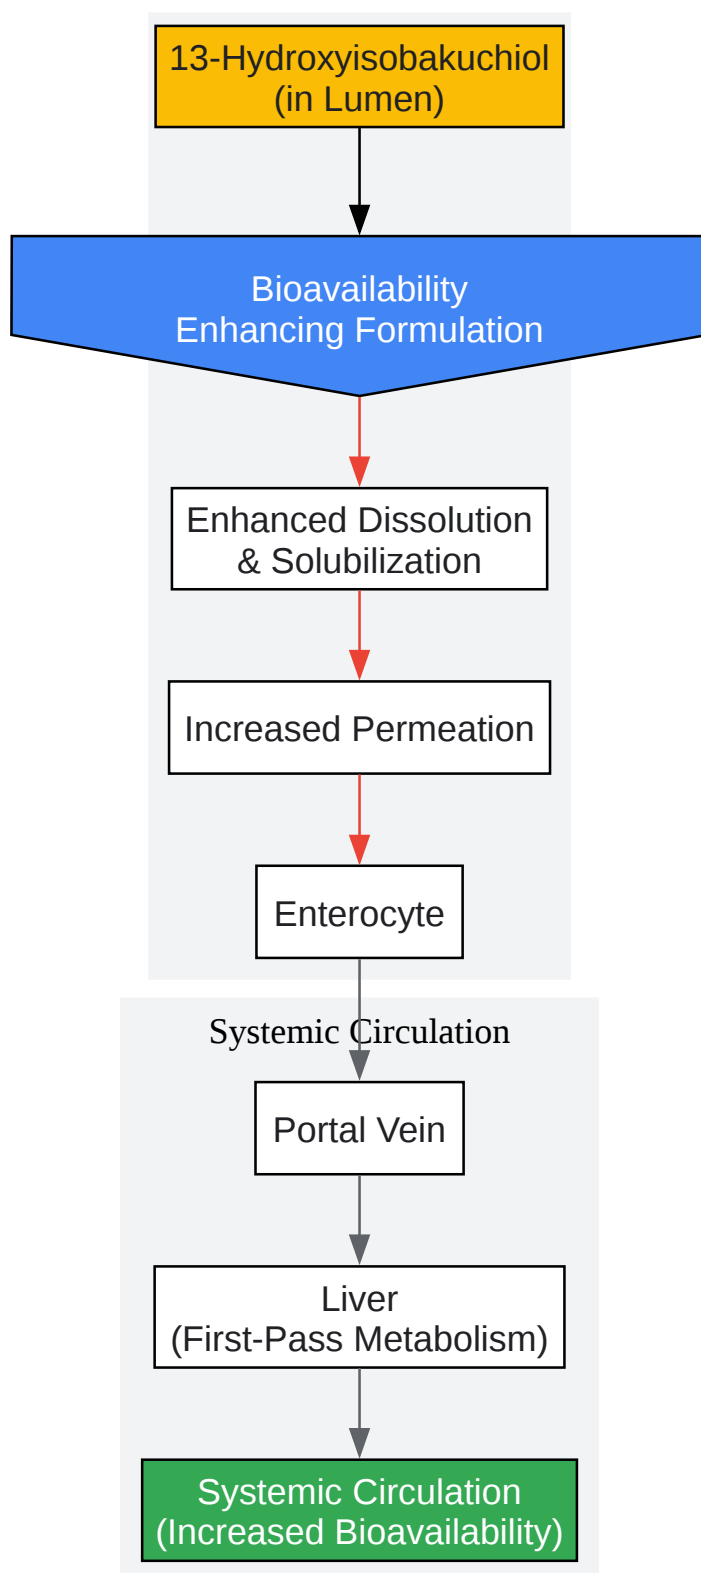 13-Hydroxyisobakuchiol
(in Lumen)
Bioavailability
Enhancing Formulation
Enhanced Dissolution
& Solubilization
Increased Permeation
Enterocyte
Systemic Circulation
Portal Vein
Liver
(First-Pass Metabolism)
Systemic Circulation
(Increased Bioavailability)